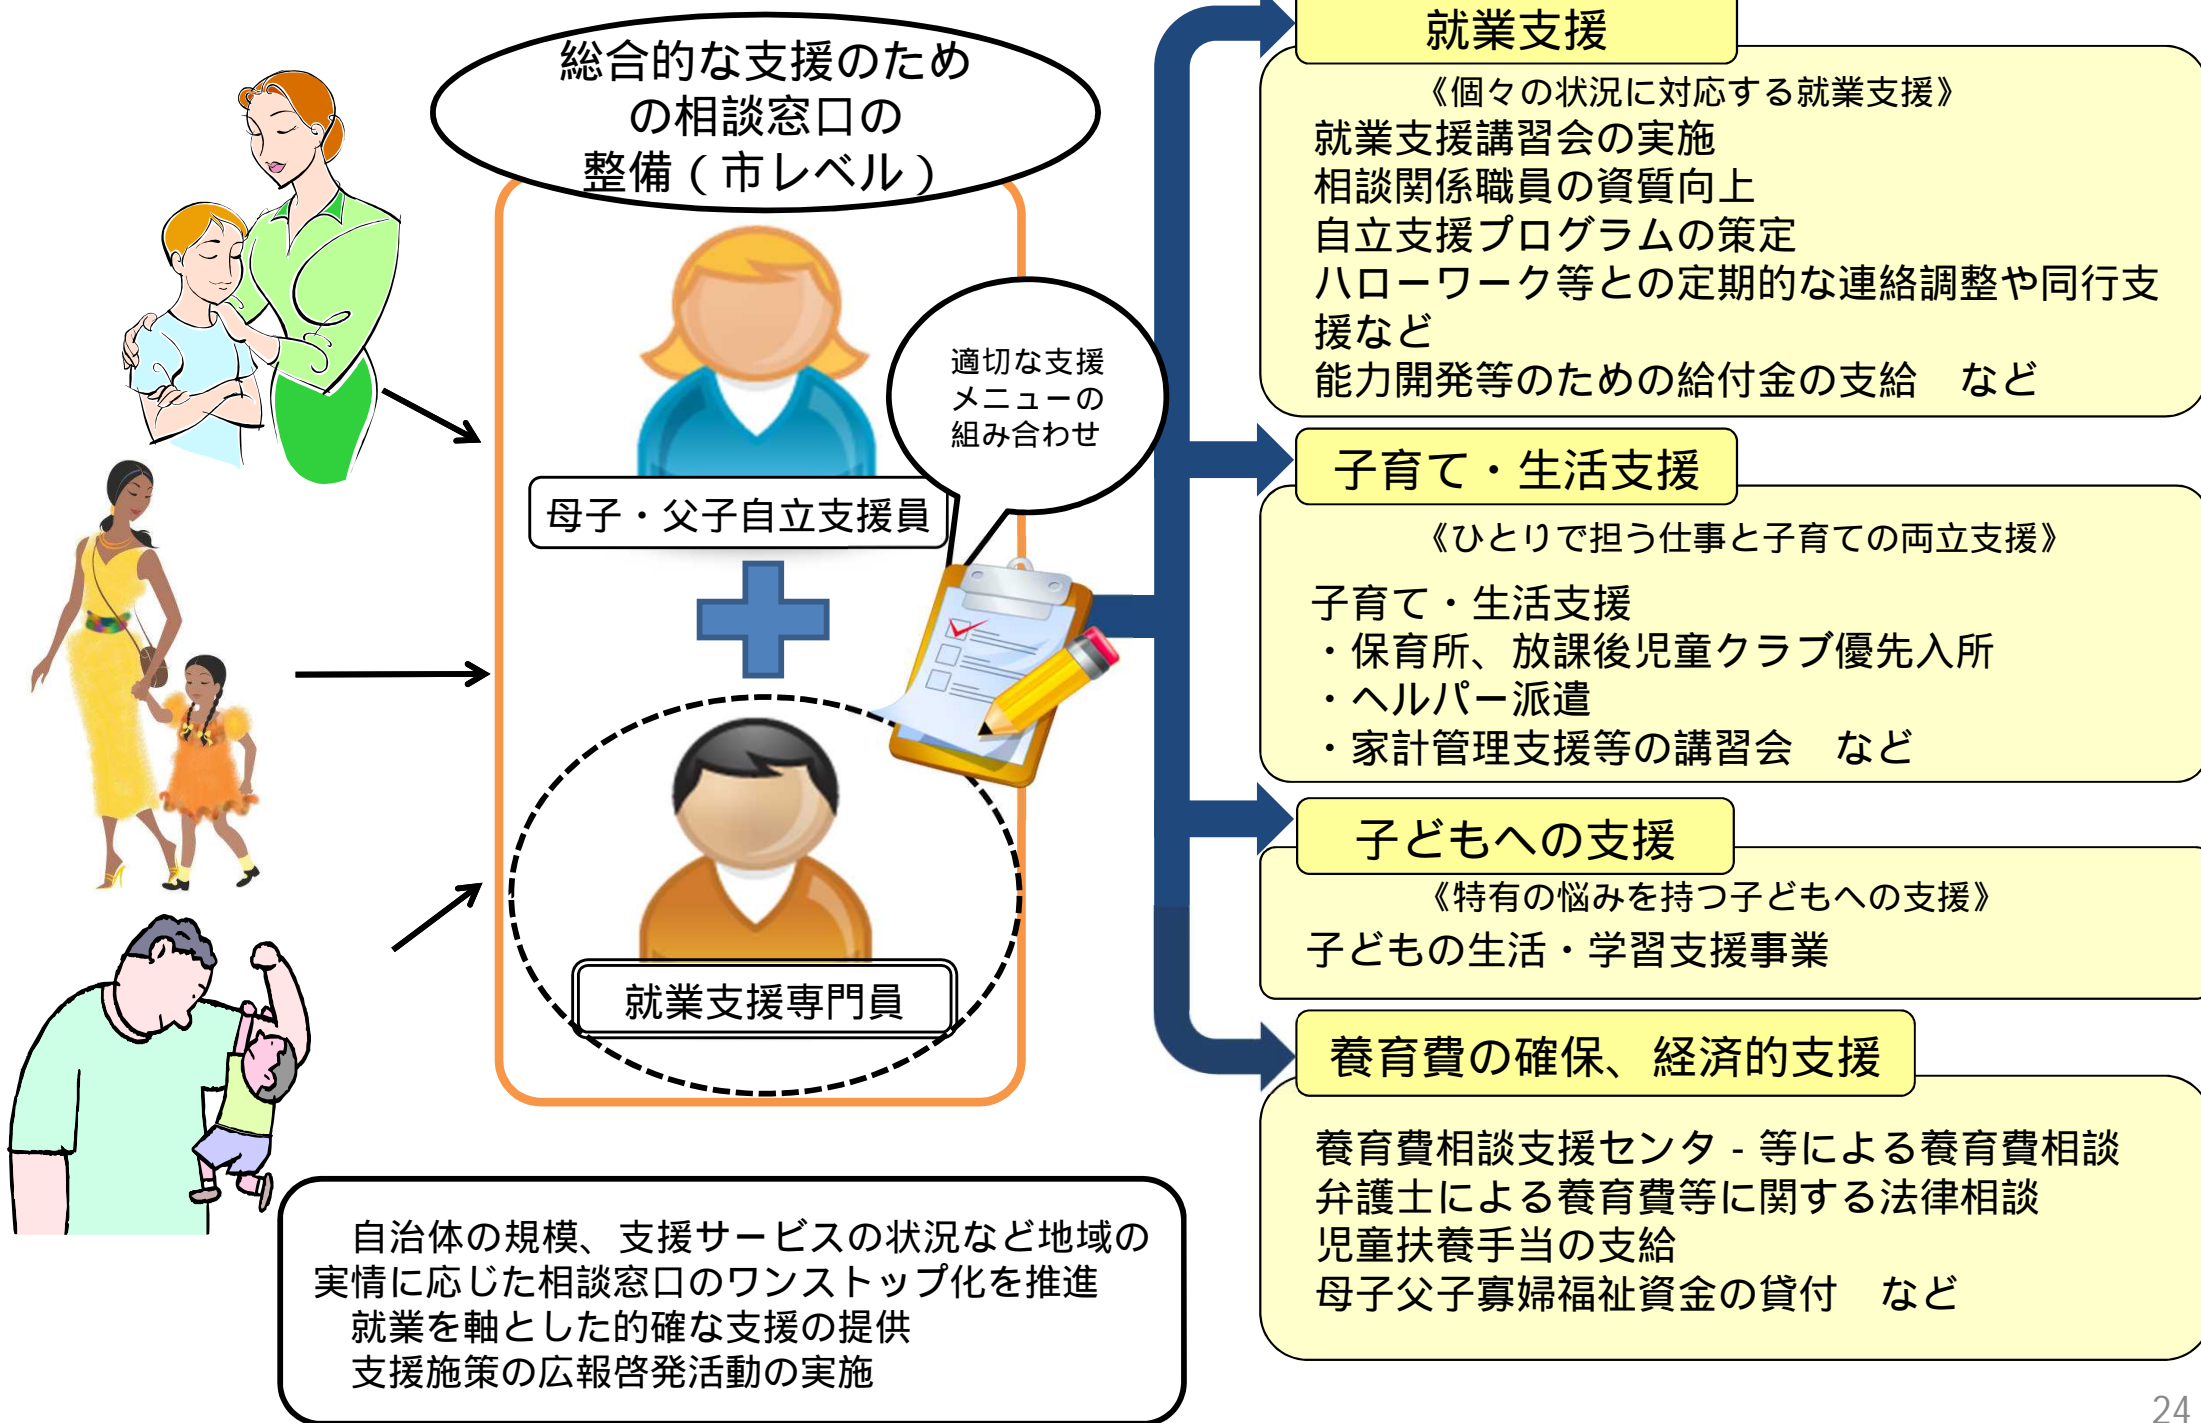 総合的な支援のため
の相談窓口の
整備(市レベル)
適切な支援
メニューの
組み合わせ
母子・父子自立支援員
就業支援専門員
自治体の規模、支援サービスの状況など地域の
実情に応じた相談窓口のワンストップ化を推進
就業を軸とした的確な支援の提供
支援施策の広報啓発活動の実施
就業支援
《個々の状況に対応する就業支援》
就業支援講習会の実施
相談関係職員の資質向上
自立支援プログラムの策定
ハローワーク等との定期的な連絡調整や同行支
援など
能力開発等のための給付金の支給　など
子育て・生活支援
《ひとりで担う仕事と子育ての両立支援》
子育て・生活支援
・保育所、放課後児童クラブ優先入所
・ヘルパー派遣
・家計管理支援等の講習会　など
子どもへの支援
《特有の悩みを持つ子どもへの支援》
子どもの生活・学習支援事業
養育費の確保、経済的支援
養育費相談支援センタ-等による養育費相談
弁護士による養育費等に関する法律相談
児童扶養手当の支給
母子父子寡婦福祉資金の貸付　など
24